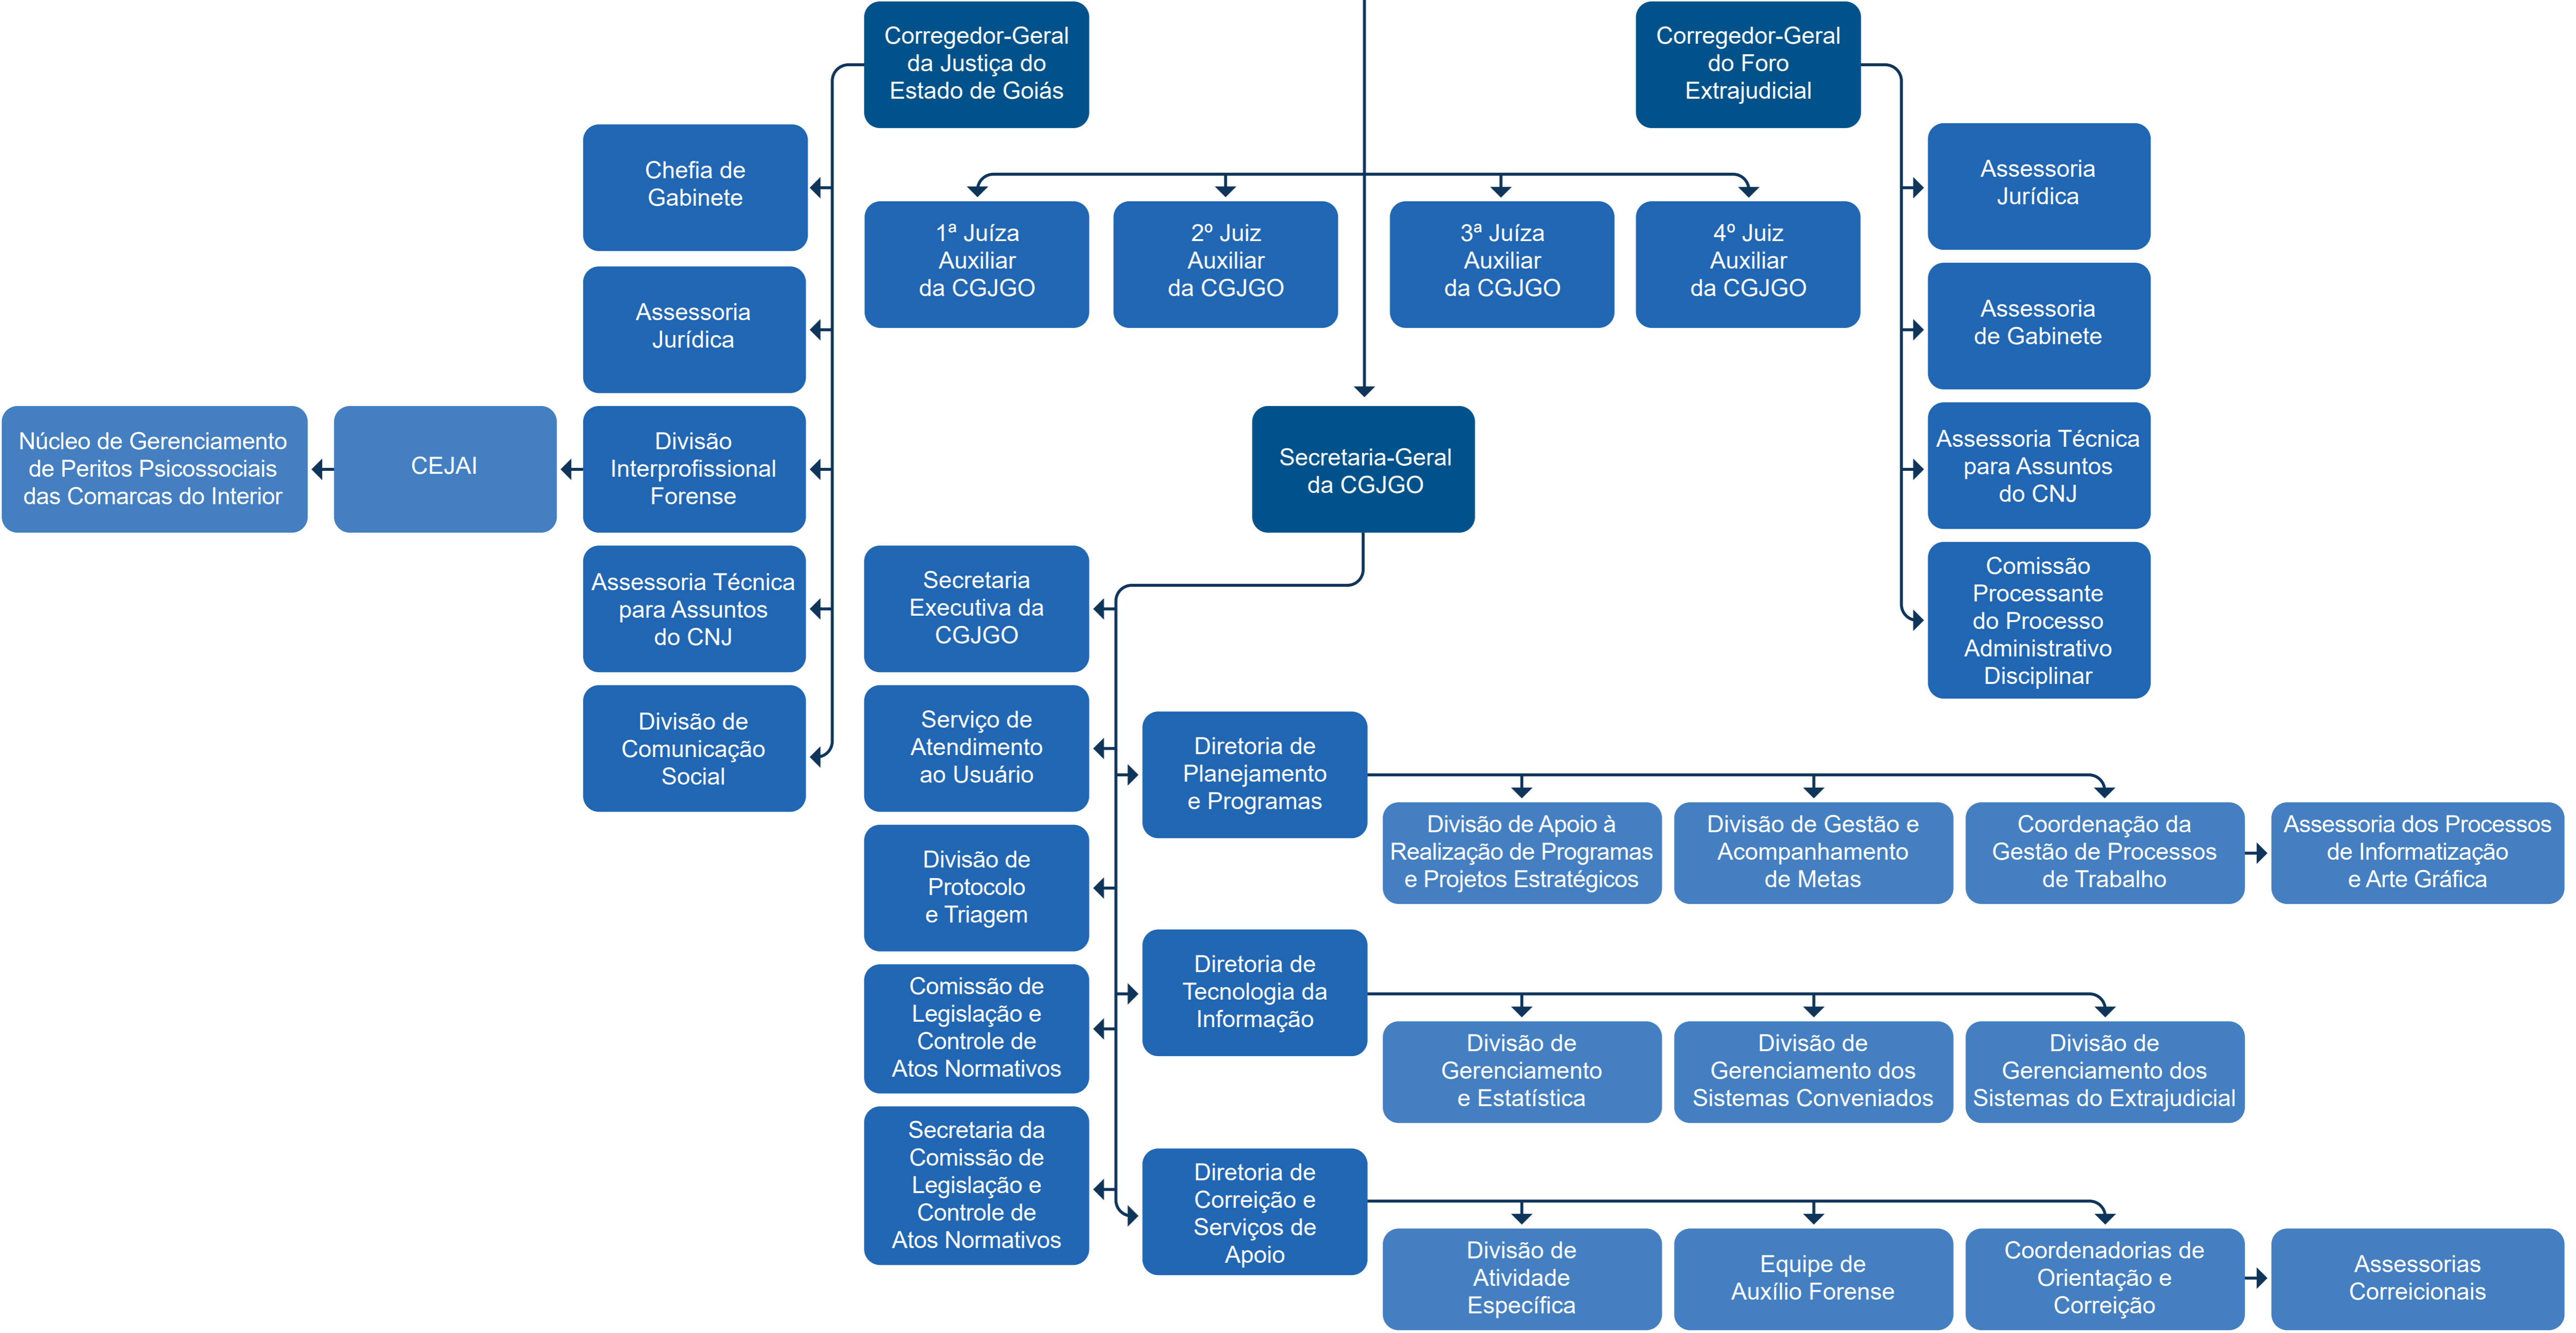 Corregedor-Geral
da Justiça do
Estado de Goiás
Corregedor-Geral
do Foro
Extrajudicial
Chefia de
Gabinete
Assessoria
Jurídica
Divisão
Interprofissional
Forense
CEJAI
Núcleo de Gerenciamento
de Peritos Psicossociais
das Comarcas do Interior
Assessoria Técnica
para Assuntos
do CNJ
Divisão de
Comunicação
Social
1ª Juíza
Auxiliar
da CGJGO
2º Juiz
Auxiliar
da CGJGO
3ª Juíza
Auxiliar
da CGJGO
4º Juiz
Auxiliar
da CGJGO
Assessoria
Jurídica
Assessoria
de Gabinete
Assessoria Técnica
para Assuntos
do CNJ
Comissão
Processante
do Processo
Administrativo
Disciplinar
Secretaria-Geral
da CGJGO
Secretaria
Executiva da
CGJGO
Serviço de
Atendimento
ao Usuário
Divisão de
Protocolo
e Triagem
Comissão de
Legislação e
Controle de
Atos Normativos
Secretaria da
Comissão de
Legislação e
Controle de
Atos Normativos
Diretoria de
Planejamento
e Programas
Divisão de Apoio à
Realização de Programas
e Projetos Estratégicos
Divisão de Gestão e
Acompanhamento
de Metas
Coordenação da
Gestão de Processos
de Trabalho
Assessoria dos Processos
de Informatização
e Arte Gráfica
Diretoria de
Tecnologia da
Informação
Divisão de
Gerenciamento
e Estatística
Divisão de
Gerenciamento dos
Sistemas Conveniados
Divisão de
Gerenciamento dos
Sistemas do Extrajudicial
Diretoria de
Correição e
Serviços de
Apoio
Divisão de
Atividade
Específica
Equipe de
Auxílio Forense
Coordenadorias de
Orientação e
Correição
Assessorias
Correicionais